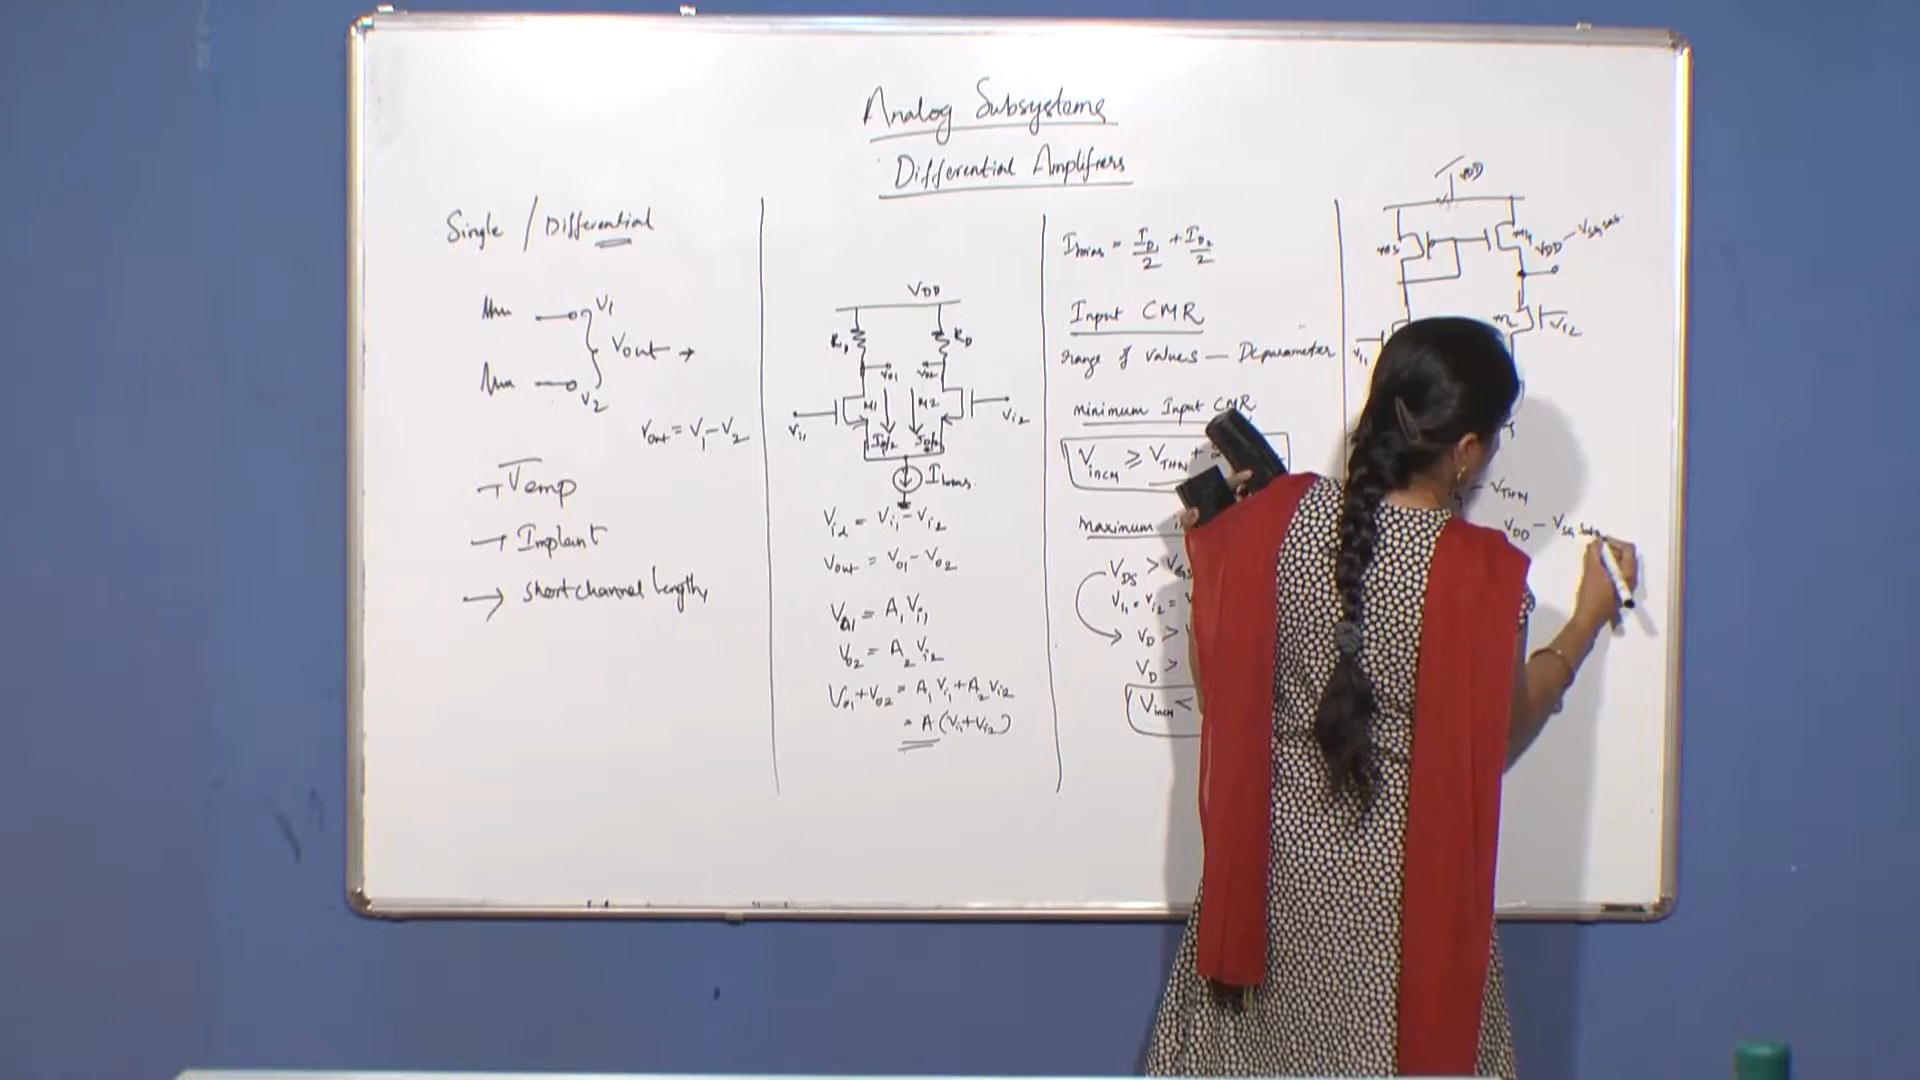 Analog Subsystems
Differential Amplifiers
Single / Differential
V1
Vout →
V2
Vout = V1 - V2
→ Temp
→ Implant
→ Short channel length
VDD
RD
RD
Vo1
Vo2
M1
M2
Vi1
Vi2
ID/2
ID/2
Ibias
Vid = Vi1 - Vi2
Vout = Vo1 - Vo2
Vo1 = A1 Vi1
Vo2 = A2 Vi2
Vo1 + Vo2 = A1 Vi1 + A2 Vi2
= A (Vi1 + Vi2)
Ibias = ID1/2 + ID2/2
Input CMR
range of values — DC parameter
minimum Input CMR
VinCM ≥ VTHN +
Maximum
VDS > VGS
Vi1 = Vi2 =
VD >
VD >
VinCM <
VDD
M3
M4
VDD - VSG sat
M2
Vi1
Vi2
- VTHN
VDD - VSG sat